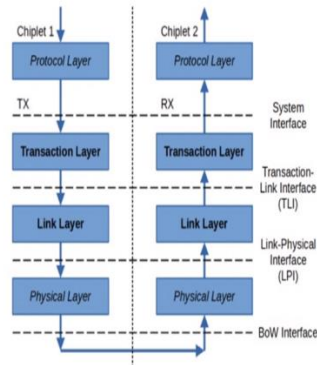 Chiplet 1
Chiplet 2
Protocol Layer
Protocol Layer
TX
RX
System
Interface
Transaction Layer
Transaction Layer
Transaction-
Link Interface
(TLI)
Link Layer
Link Layer
Link-Physical
Interface
(LPI)
Physical Layer
Physical Layer
BoW Interface